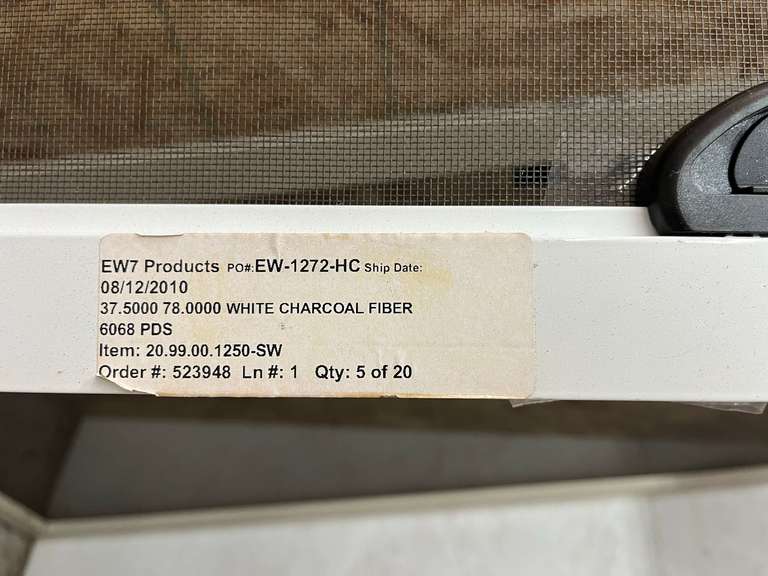 EW7 Products PO#:EW-1272-HC Ship Date:
08/12/2010
37.5000 78.0000 WHITE CHARCOAL FIBER
6068 PDS
Item: 20.99.00.1250-SW
Order #: 523948 Ln #: 1 Qty: 5 of 20